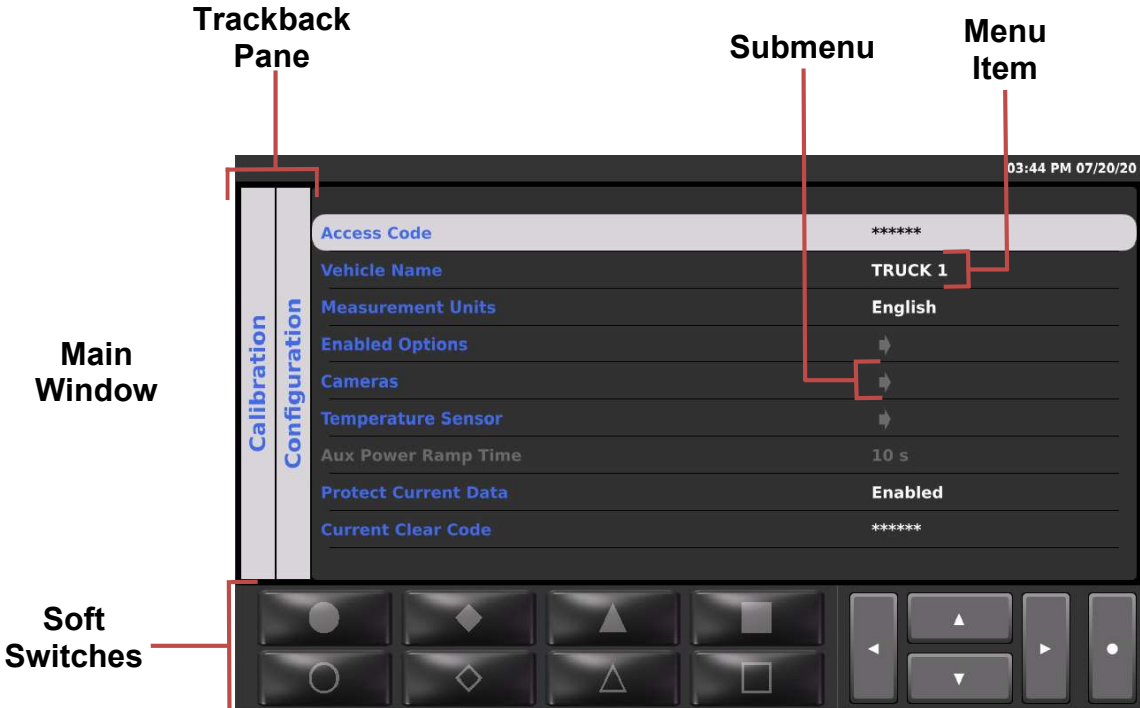 Trackback
Pane
Submenu
Menu
Item
03:44 PM 07/20/20
Main
Window
Calibration
Configuration
Access Code ******
Vehicle Name TRUCK 1
Measurement Units English
Enabled Options
Cameras
Temperature Sensor
Aux Power Ramp Time 10 s
Protect Current Data Enabled
Current Clear Code ******
Soft
Switches